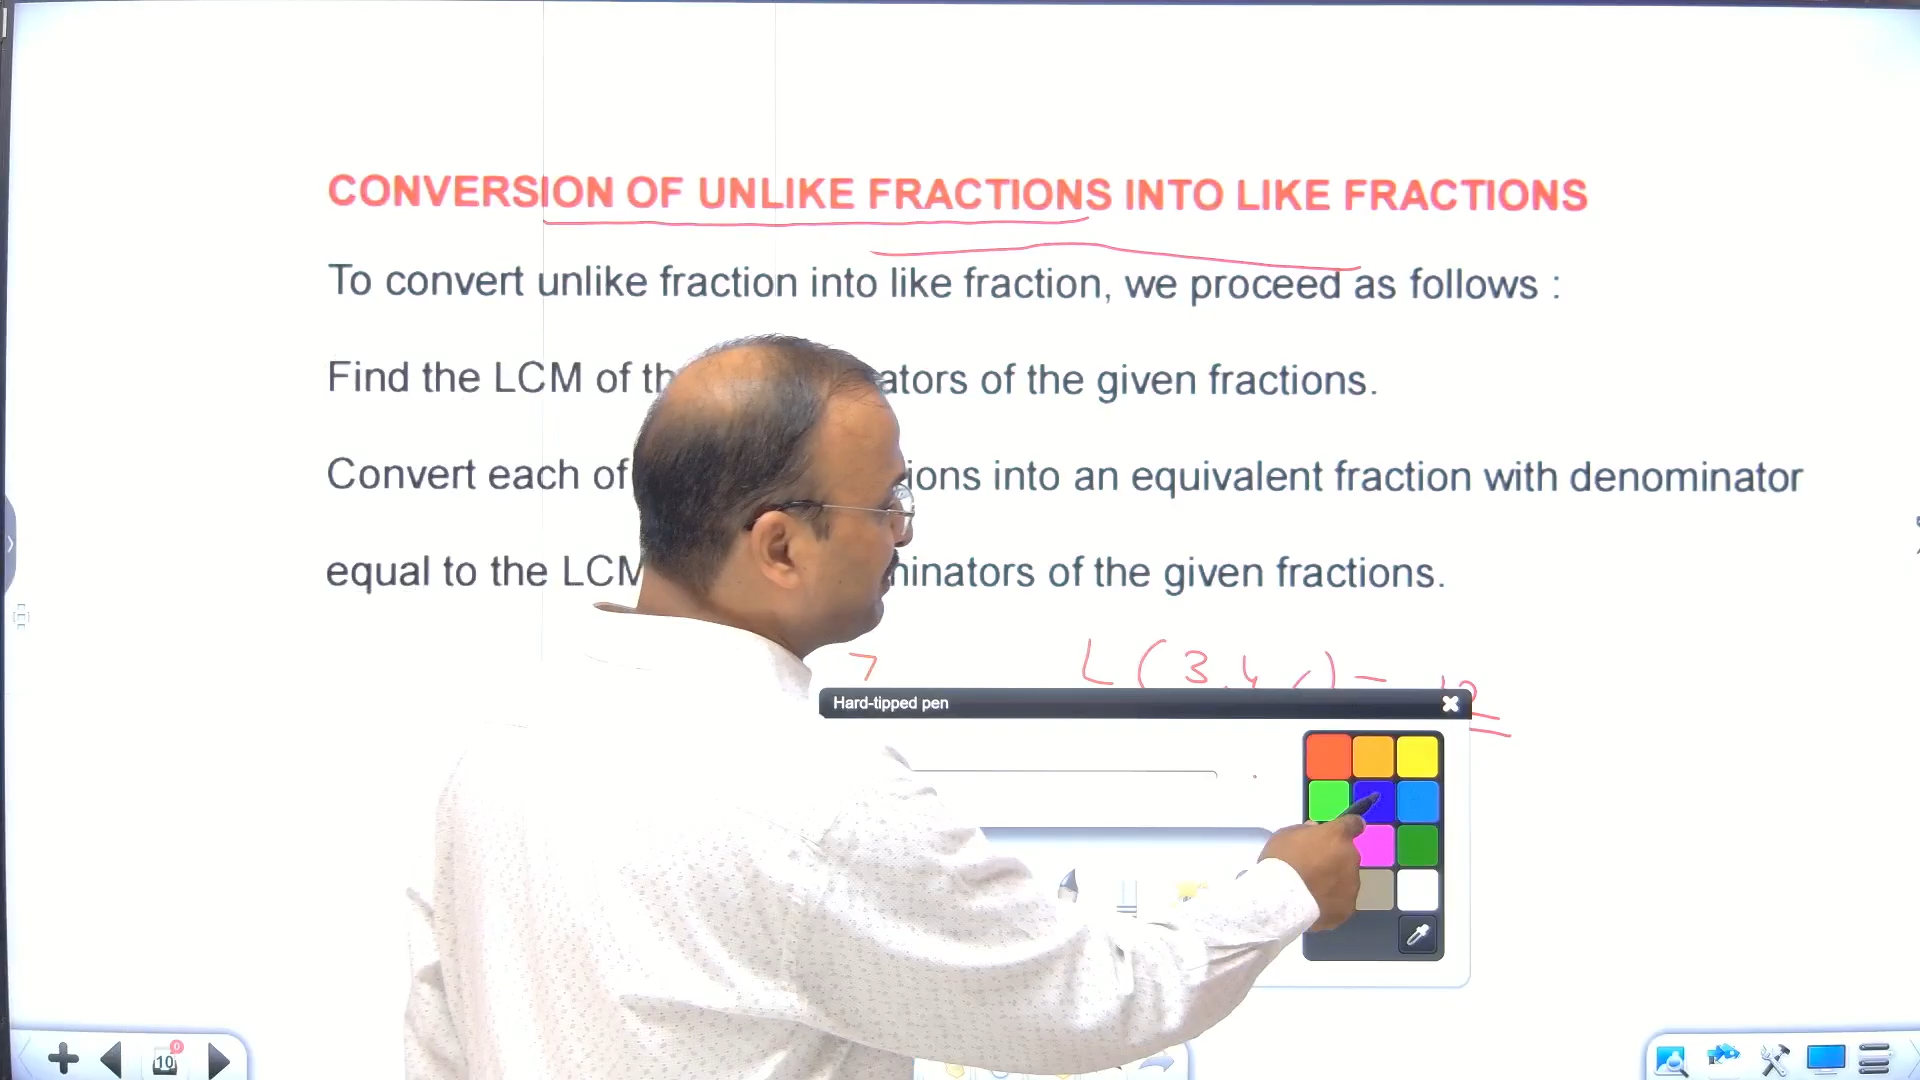 CONVERSION OF UNLIKE FRACTIONS INTO LIKE FRACTIONS
To convert unlike fraction into like fraction, we proceed as follows :
Find the LCM of th ators of the given fractions.
Convert each of ions into an equivalent fraction with denominator
equal to the LCM inators of the given fractions.
7 L ( 3, 4,
Hard-tipped pen
10 0